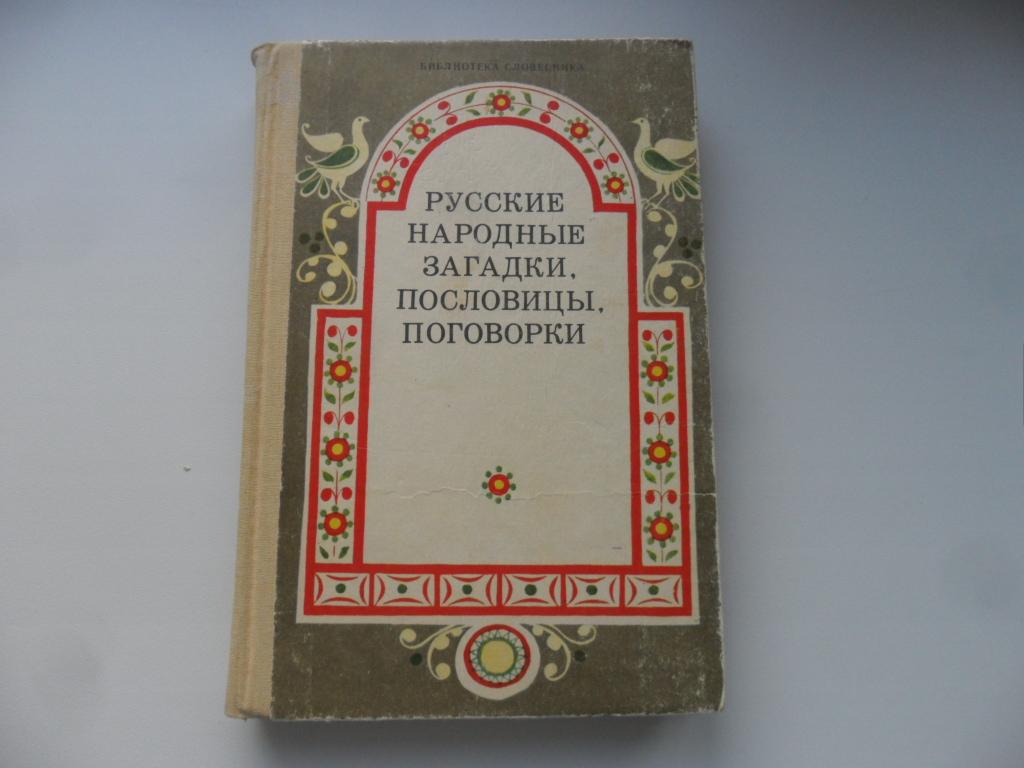 БИБЛИОТЕКА СЛОВЕСНИКА
РУССКИЕ
НАРОДНЫЕ
ЗАГАДКИ,
ПОСЛОВИЦЫ,
ПОГОВОРКИ